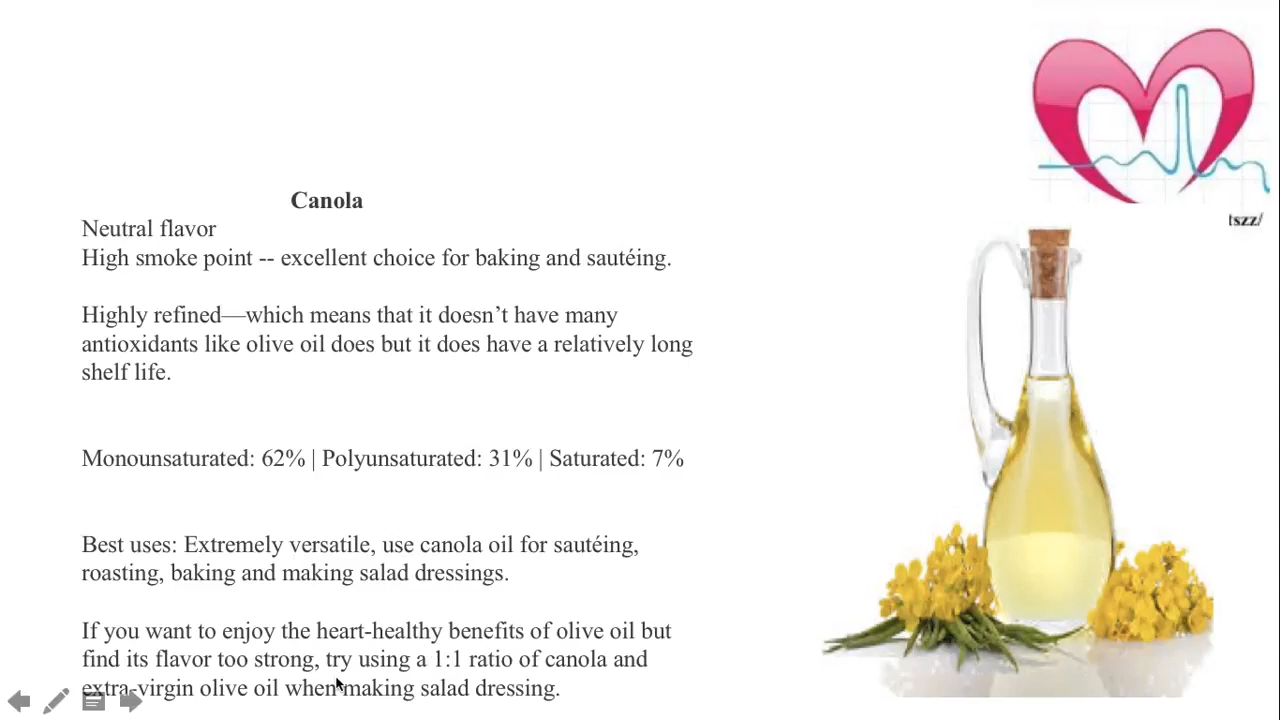 tszz/
Canola
Neutral flavor
High smoke point -- excellent choice for baking and sautéing.
Highly refined—which means that it doesn’t have many
antioxidants like olive oil does but it does have a relatively long
shelf life.
Monounsaturated: 62% | Polyunsaturated: 31% | Saturated: 7%
Best uses: Extremely versatile, use canola oil for sautéing,
roasting, baking and making salad dressings.
If you want to enjoy the heart-healthy benefits of olive oil but
find its flavor too strong, try using a 1:1 ratio of canola and
extra-virgin olive oil when making salad dressing.